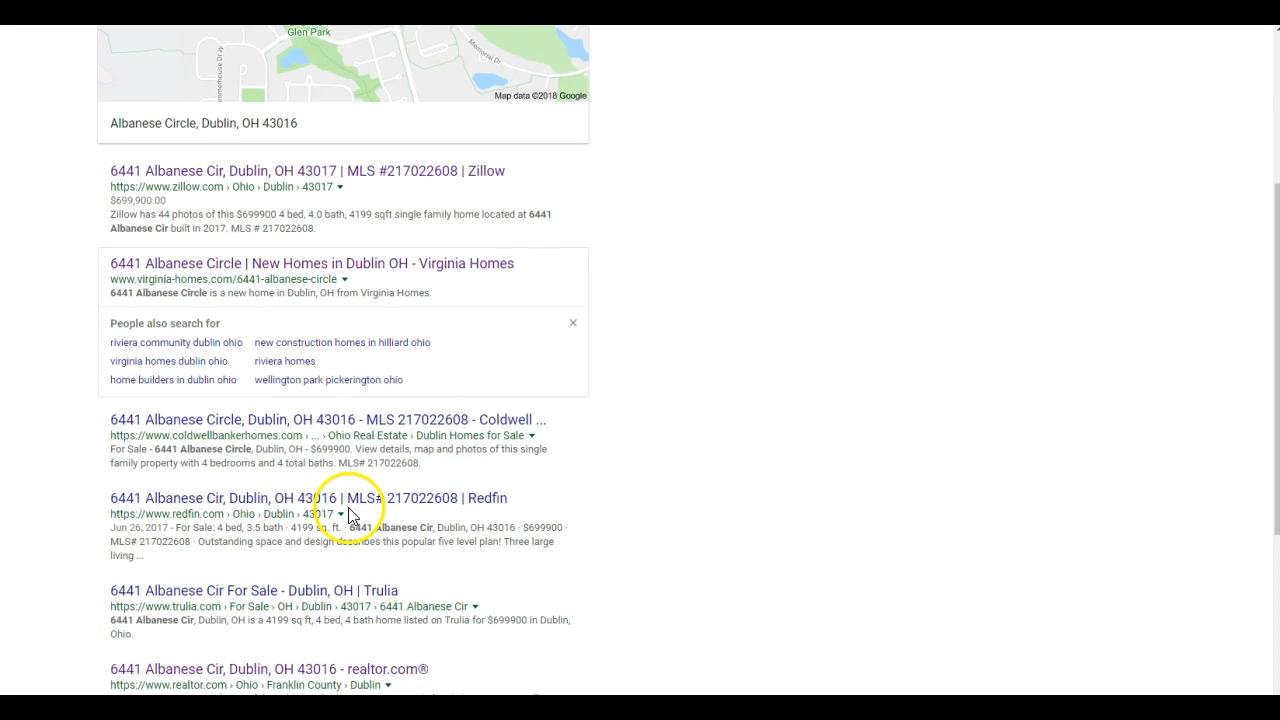 Glen Park
Memorial Dr
Map data ©2018 Google
Albanese Circle, Dublin, OH 43016
6441 Albanese Cir, Dublin, OH 43017 | MLS #217022608 | Zillow
https://www.zillow.com › Ohio › Dublin › 43017
$699,900.00
Zillow has 44 photos of this $699900 4 bed, 4.0 bath, 4199 sqft single family home located at 6441
Albanese Cir built in 2017. MLS # 217022608.
6441 Albanese Circle | New Homes in Dublin OH - Virginia Homes
www.virginia-homes.com/6441-albanese-circle
6441 Albanese Circle is a new home in Dublin, OH from Virginia Homes.
People also search for
riviera community dublin ohio new construction homes in hilliard ohio
virginia homes dublin ohio riviera homes
home builders in dublin ohio wellington park pickerington ohio
6441 Albanese Circle, Dublin, OH 43016 - MLS 217022608 - Coldwell ...
https://www.coldwellbankerhomes.com › ... › Ohio Real Estate › Dublin Homes for Sale
For Sale - 6441 Albanese Circle, Dublin, OH - $699900. View details, map and photos of this single
family property with 4 bedrooms and 4 total baths. MLS# 217022608.
6441 Albanese Cir, Dublin, OH 43016 | MLS# 217022608 | Redfin
https://www.redfin.com › Ohio › Dublin › 43017
Jun 26, 2017 - For Sale: 4 bed, 3.5 bath · 4199 sq. ft. · 6441 Albanese Cir, Dublin, OH 43016 · $699900 ·
MLS# 217022608 · Outstanding space and design describes this popular five level plan! Three large
living ...
6441 Albanese Cir For Sale - Dublin, OH | Trulia
https://www.trulia.com › For Sale › OH › Dublin › 43017 › 6441 Albanese Cir
6441 Albanese Cir, Dublin, OH is a 4199 sq ft, 4 bed, 4 bath home listed on Trulia for $699900 in Dublin,
Ohio.
6441 Albanese Cir, Dublin, OH 43016 - realtor.com®
https://www.realtor.com › Ohio › Franklin County › Dublin